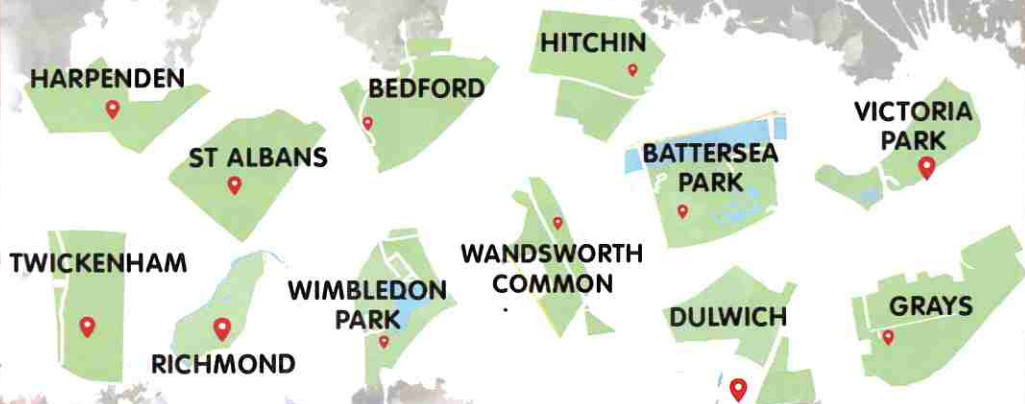 HARPENDEN
BEDFORD
HITCHIN
ST ALBANS
BATTERSEA
PARK
VICTORIA
PARK
TWICKENHAM
RICHMOND
WIMBLEDON
PARK
WANDSWORTH
COMMON
DULWICH
GRAYS